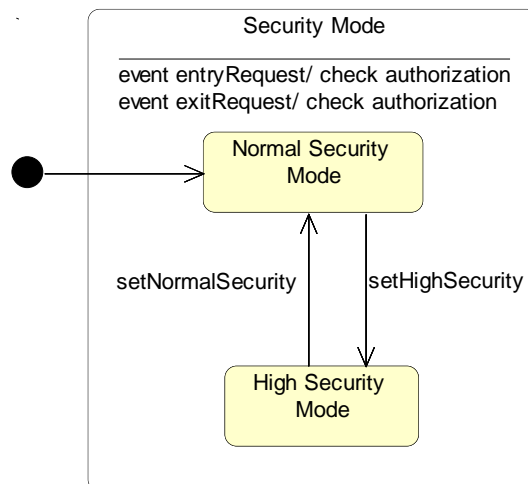 Security Mode
event entryRequest/ check authorization
event exitRequest/ check authorization
Normal Security
Mode
setNormalSecurity
setHighSecurity
High Security
Mode